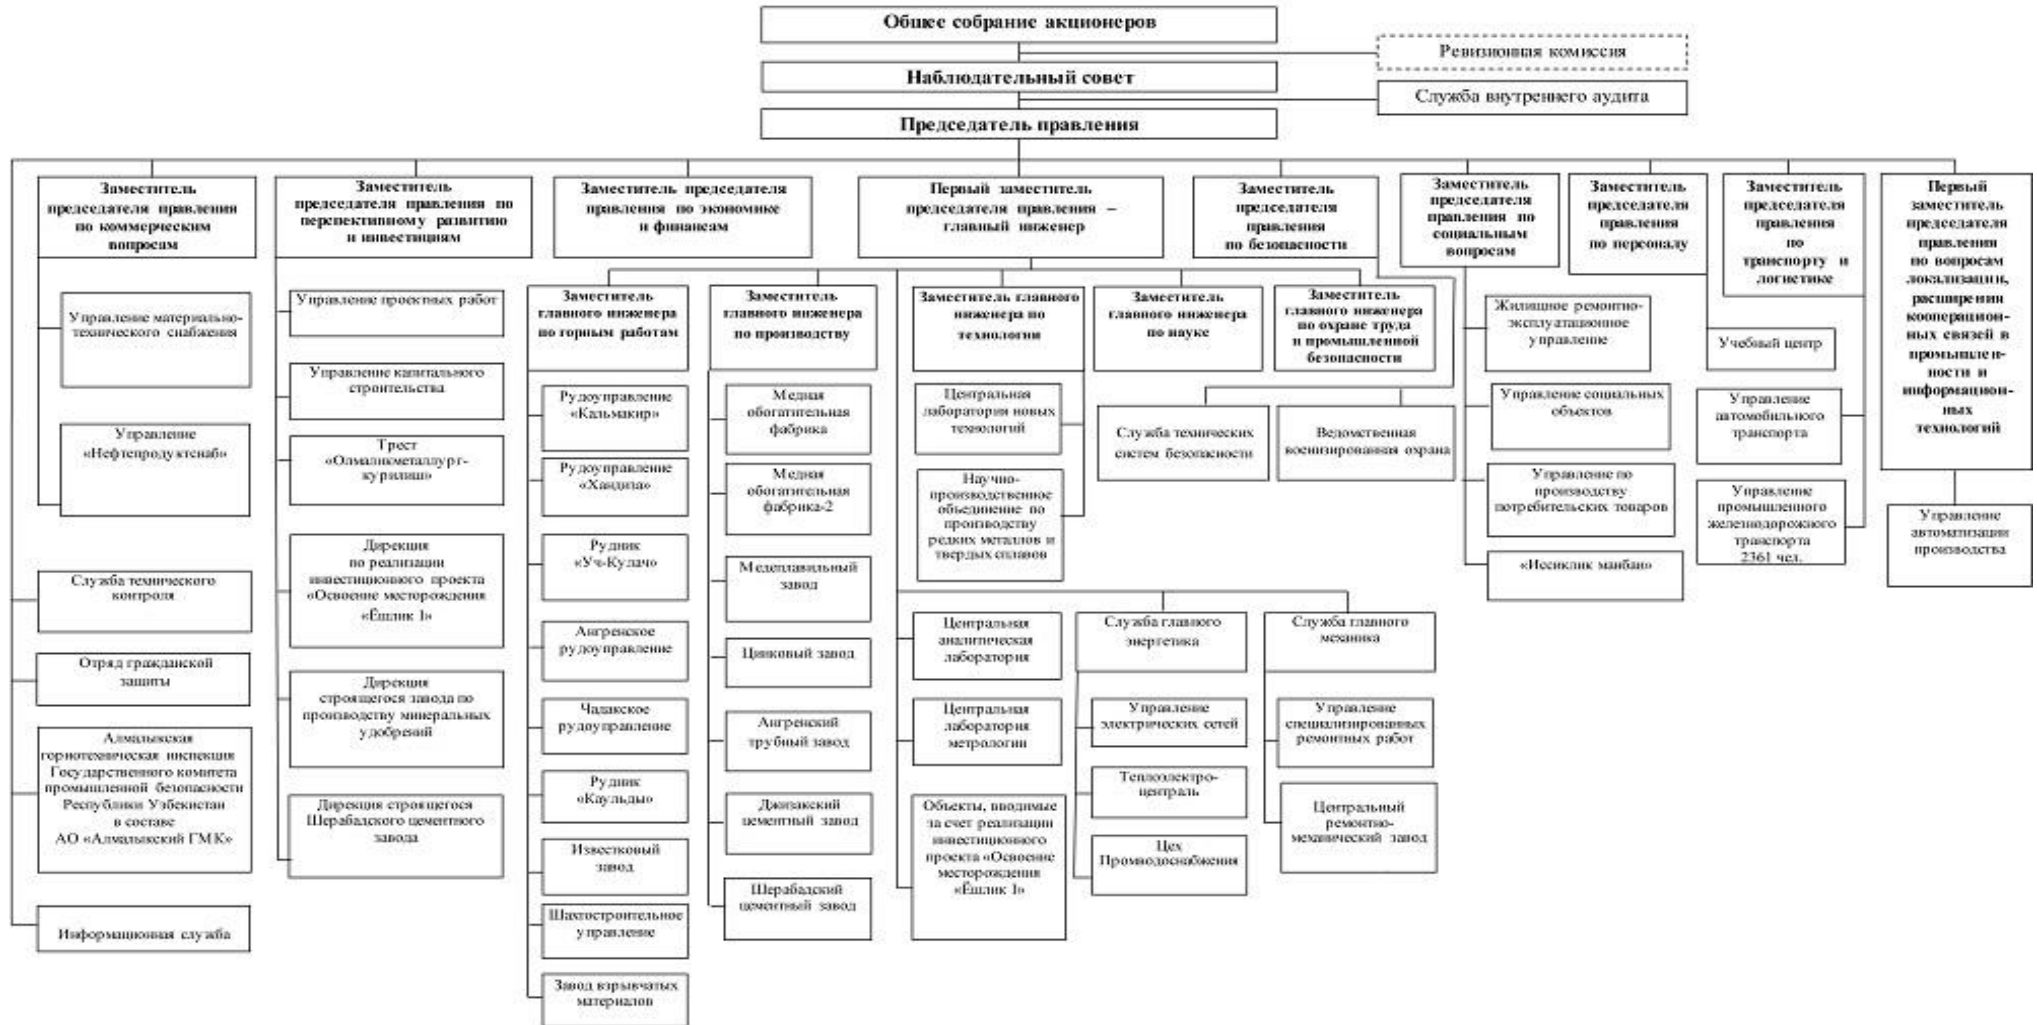 Общее собрание акционеров
Ревизионная комиссия
Наблюдательный совет
Служба внутреннего аудита
Председатель правления
Заместитель
председателя правления
по коммерческим
вопросам
Заместитель
председателя правления по
перспективному развитию
и инвестициям
Заместитель председателя
правления по экономике
и финансам
Первый заместитель
председателя правления –
главный инженер
Заместитель
председателя
правления
по безопасности
Заместитель
председателя
правления по
социальным
вопросам
Заместитель
председателя
правления
по персоналу
Заместитель
председателя
правления
по
транспорту и
логистике
Первый
заместитель
председателя
правления
по вопросам
локализации,
расширения
кооперацион-
ных связей в
промышлен-
ности и
информацион-
ных
технологий
Управление материально-
технического снабжения
Управление
«Нефтепродуктснаб»
Служба технического
контроля
Отряд гражданской
защиты
Алмалыкская
горнотехническая инспекция
Государственного комитета
промышленной безопасности
Республики Узбекистан
в составе
АО «Алмалыкский ГМК»
Информационная служба
Управление проектных работ
Управление капитального
строительства
Трест
«Олмаликметаллург-
курилиш»
Дирекция
по реализации
инвестиционного проекта
«Освоение месторождения
«Ёшлик I»
Дирекция
строящегося завода по
производству минеральных
удобрений
Дирекция строящегося
Шерабадского цементного
завода
Заместитель
главного инженера
по горным работам
Рудоуправление
«Кальмакир»
Рудоуправление
«Хандиза»
Рудник
«Уч-Кулач»
Ангренское
рудоуправление
Чадакское
рудоуправление
Рудник
«Каульды»
Известковый
завод
Шахтостроительное
управление
Завод взрывчатых
материалов
Заместитель
главного инженера
по производству
Медная
обогатительная
фабрика
Медная
обогатительная
фабрика-2
Медеплавильный
завод
Цинковый завод
Ангренский
трубный завод
Джизакский
цементный завод
Шерабадский
цементный завод
Заместитель главного
инженера по
технологии
Центральная
лаборатория новых
технологий
Научно-
производственное
объединение по
производству
редких металлов и
твердых сплавов
Заместитель
главного инженера
по науке
Заместитель
главного инженера
по охране труда
и промышленной
безопасности
Служба технических
систем безопасности
Ведомственная
военизированная охрана
Центральная
аналитическая
лаборатория
Центральная
лаборатория
метрологии
Объекты, вводимые
за счет реализации
инвестиционного
проекта «Освоение
месторождения
«Ёшлик I»
Служба главного
энергетика
Управление
электрических сетей
Теплоэлектро-
централь
Цех
Промводоснабжения
Служба главного
механика
Управление
специализированных
ремонтных работ
Центральный
ремонтно-
механический завод
Жилищное ремонтно-
эксплуатационное
управление
Управление социальных
объектов
Управление по
производству
потребительских товаров
«Иссиклик манбаи»
Учебный центр
Управление
автомобильного
транспорта
Управление
промышленного
железнодорожного
транспорта
2361 чел.
Управление
автоматизации
производства